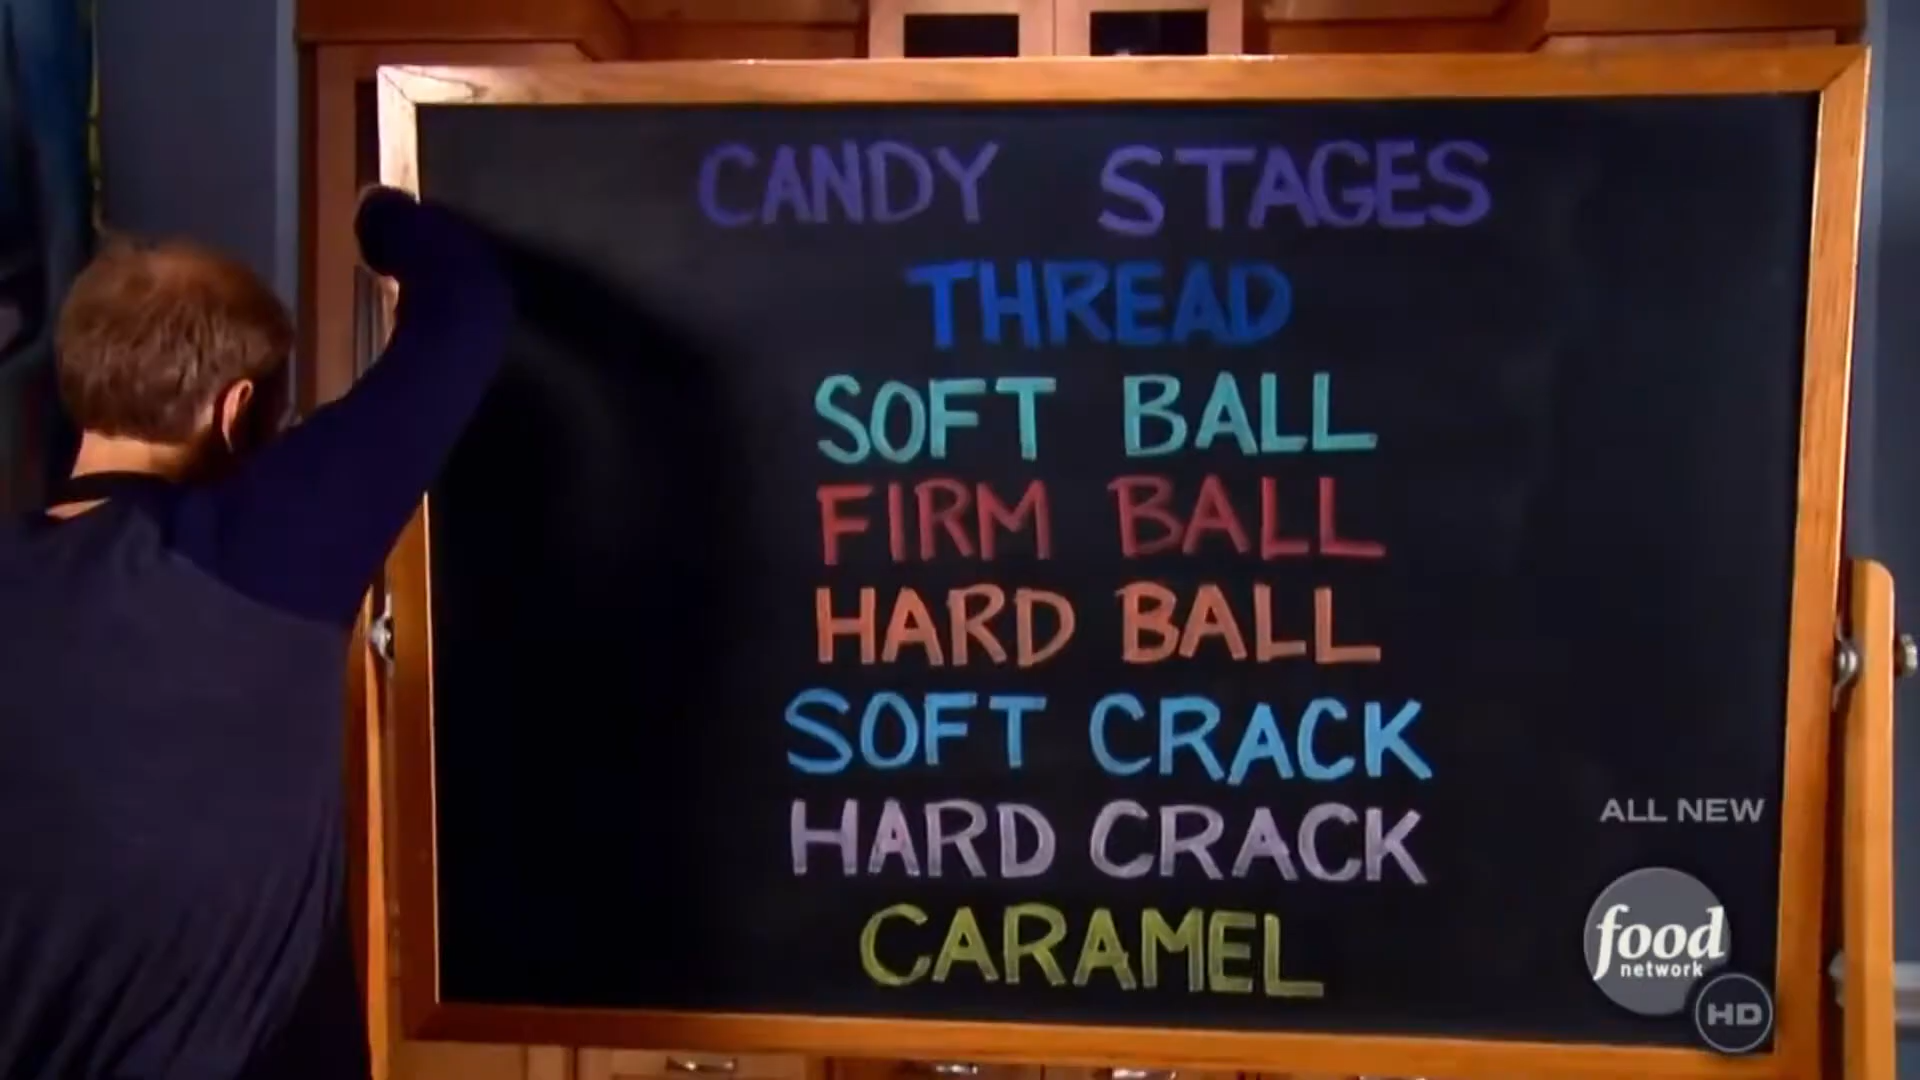 CANDY STAGES
THREAD
SOFT BALL
FIRM BALL
HARD BALL
SOFT CRACK
HARD CRACK
CARAMEL
ALL NEW
food
network
HD